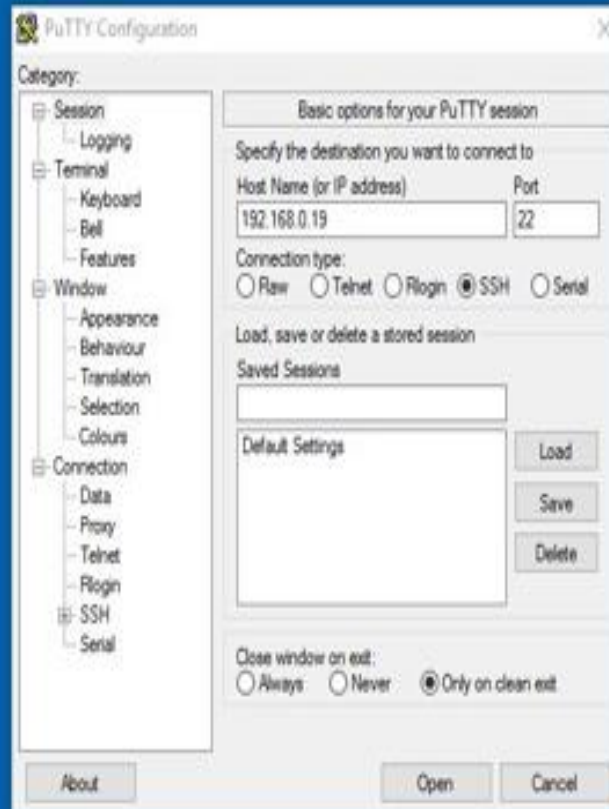 PuTTY Configuration
Category:
Session
Logging
Terminal
Keyboard
Bell
Features
Window
Appearance
Behaviour
Translation
Selection
Colours
Connection
Data
Proxy
Telnet
Rlogin
SSH
Serial
Basic options for your PuTTY session
Specify the destination you want to connect to
Host Name (or IP address) Port
192.168.0.19 22
Connection type:
Raw Telnet Rlogin SSH Serial
Load, save or delete a stored session
Saved Sessions
Default Settings
Load
Save
Delete
Close window on exit:
Always Never Only on clean exit
About Open Cancel